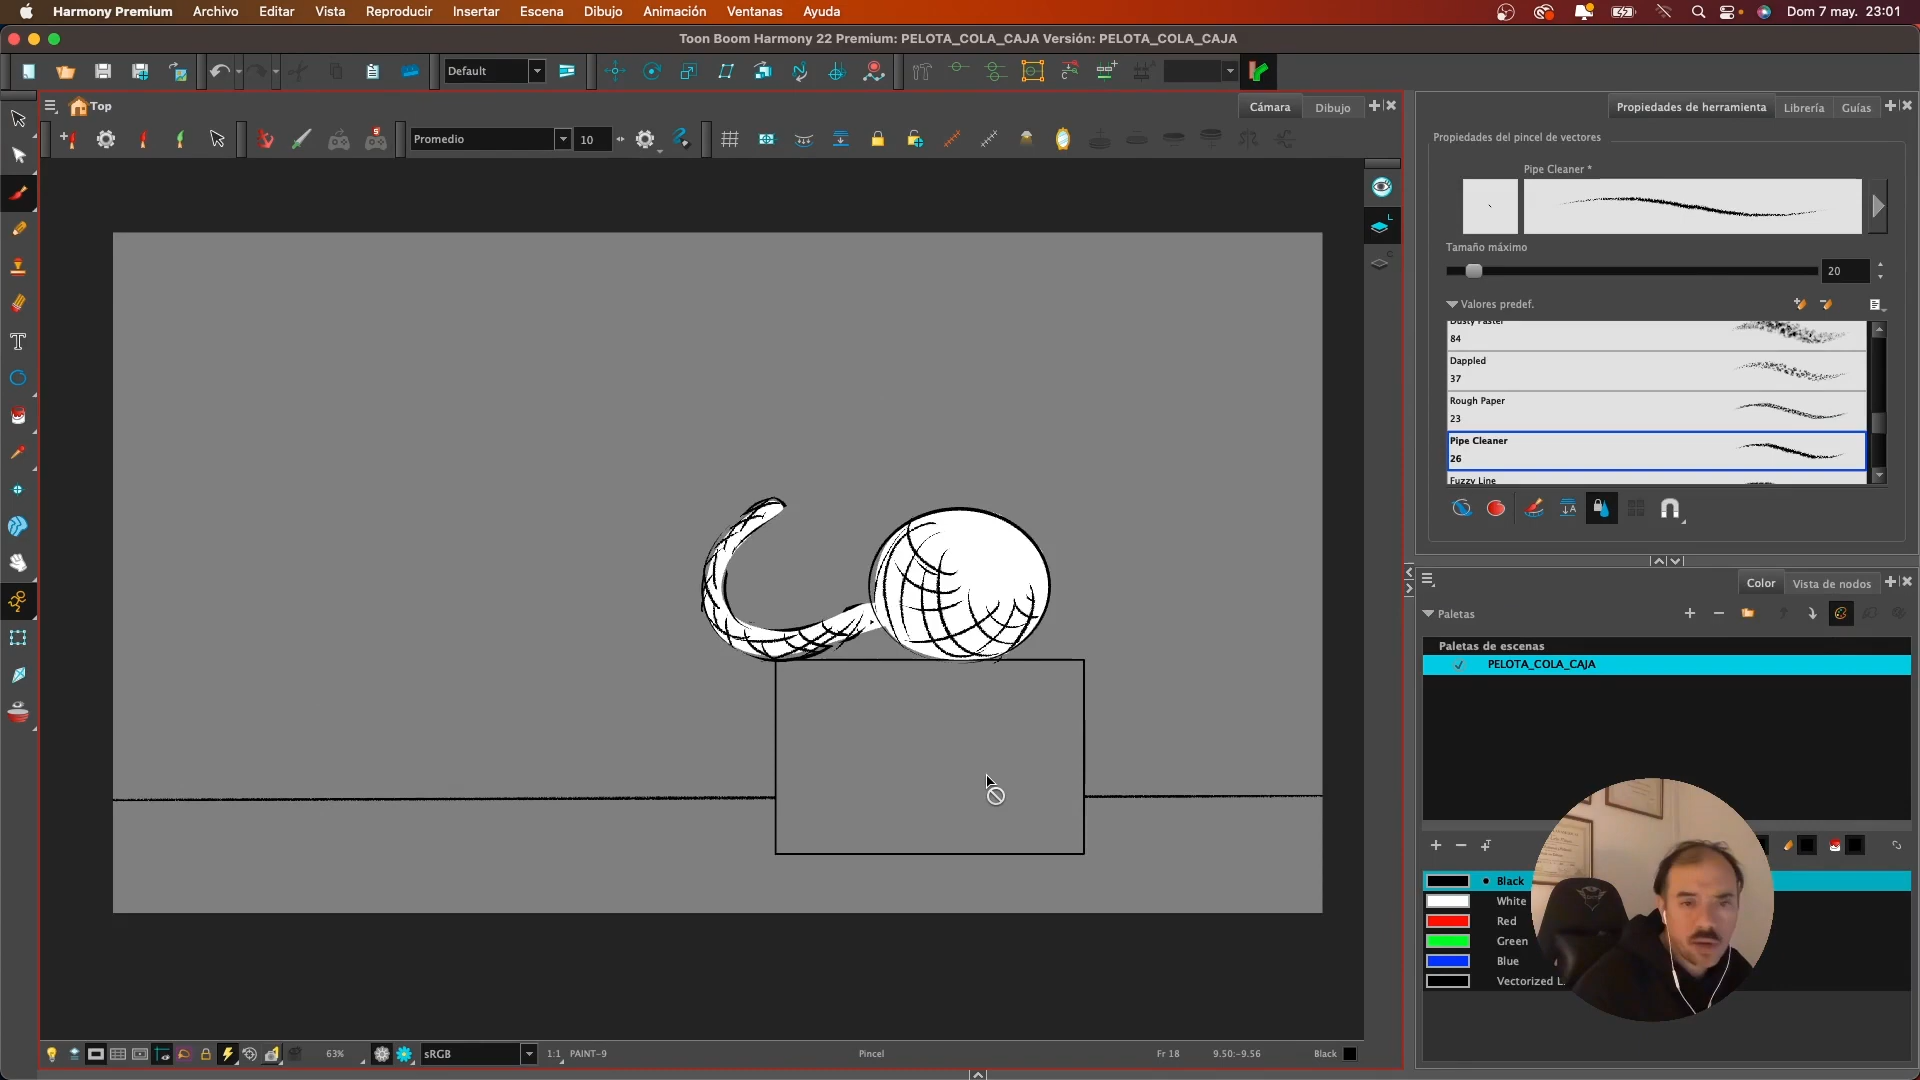 Harmony Premium Archivo Editar Vista Reproducir Insertar Escena Dibujo Animación Ventanas Ayuda
Dom 7 may. 23:01
Toon Boom Harmony 22 Premium: PELOTA_COLA_CAJA Versión: PELOTA_COLA_CAJA
Default
Top
Cámara
Dibujo
Promedio
10
Propiedades de herramienta
Librería
Guías
Propiedades del pincel de vectores
Pipe Cleaner *
Tamaño máximo
20
Valores predef.
84
Dappled
37
Rough Paper
23
Pipe Cleaner
26
Fuzzy Line
Color
Vista de nodos
Paletas
Paletas de escenas
PELOTA_COLA_CAJA
Black
White
Red
Green
Blue
Vectorized L
63%
sRGB
1:1
PAINT-9
Pincel
Fr 18
9.50:-9.56
Black